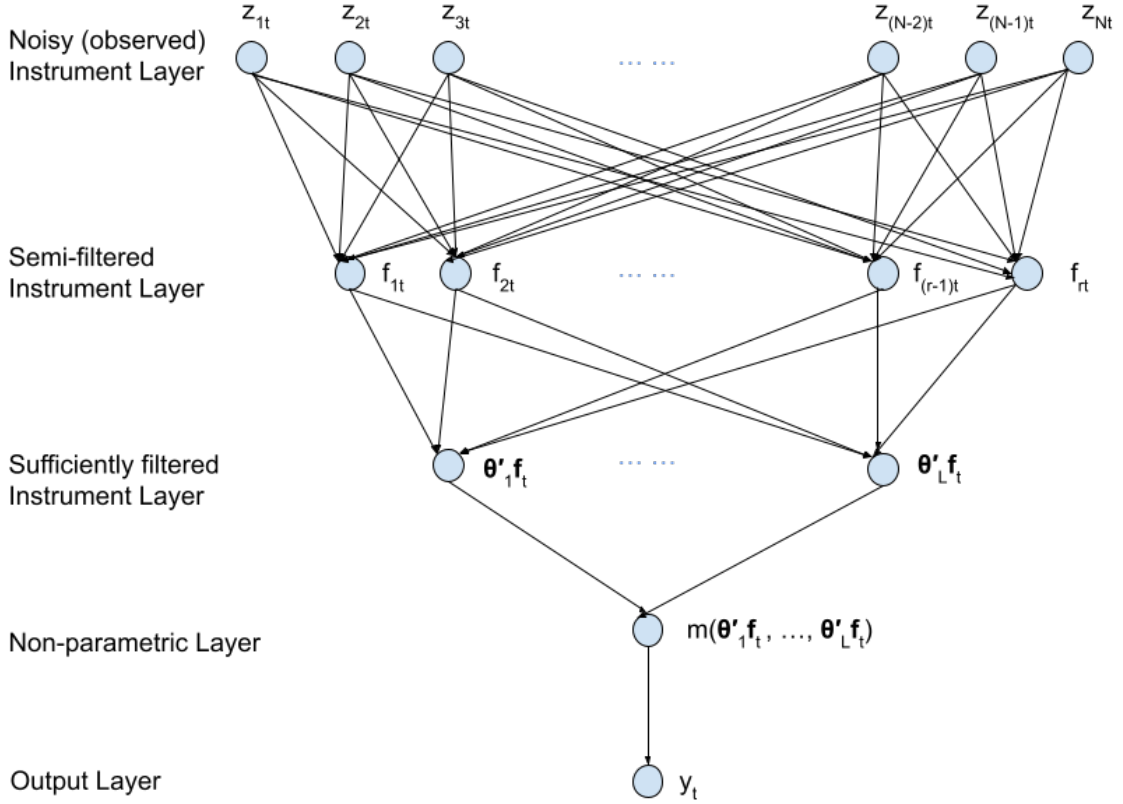 z₁ₜ z₂ₜ z₃ₜ z₍N-2₎ₜ z₍N-1₎ₜ zNₜ
Noisy (observed)
Instrument Layer
... ...
Semi-filtered
Instrument Layer
f₁ₜ f₂ₜ ... ... f₍r-1₎ₜ frₜ
Sufficiently filtered
Instrument Layer
θ′₁fₜ ... ... θ′Lfₜ
Non-parametric Layer
m(θ′₁fₜ , ..., θ′Lfₜ)
Output Layer
yₜ